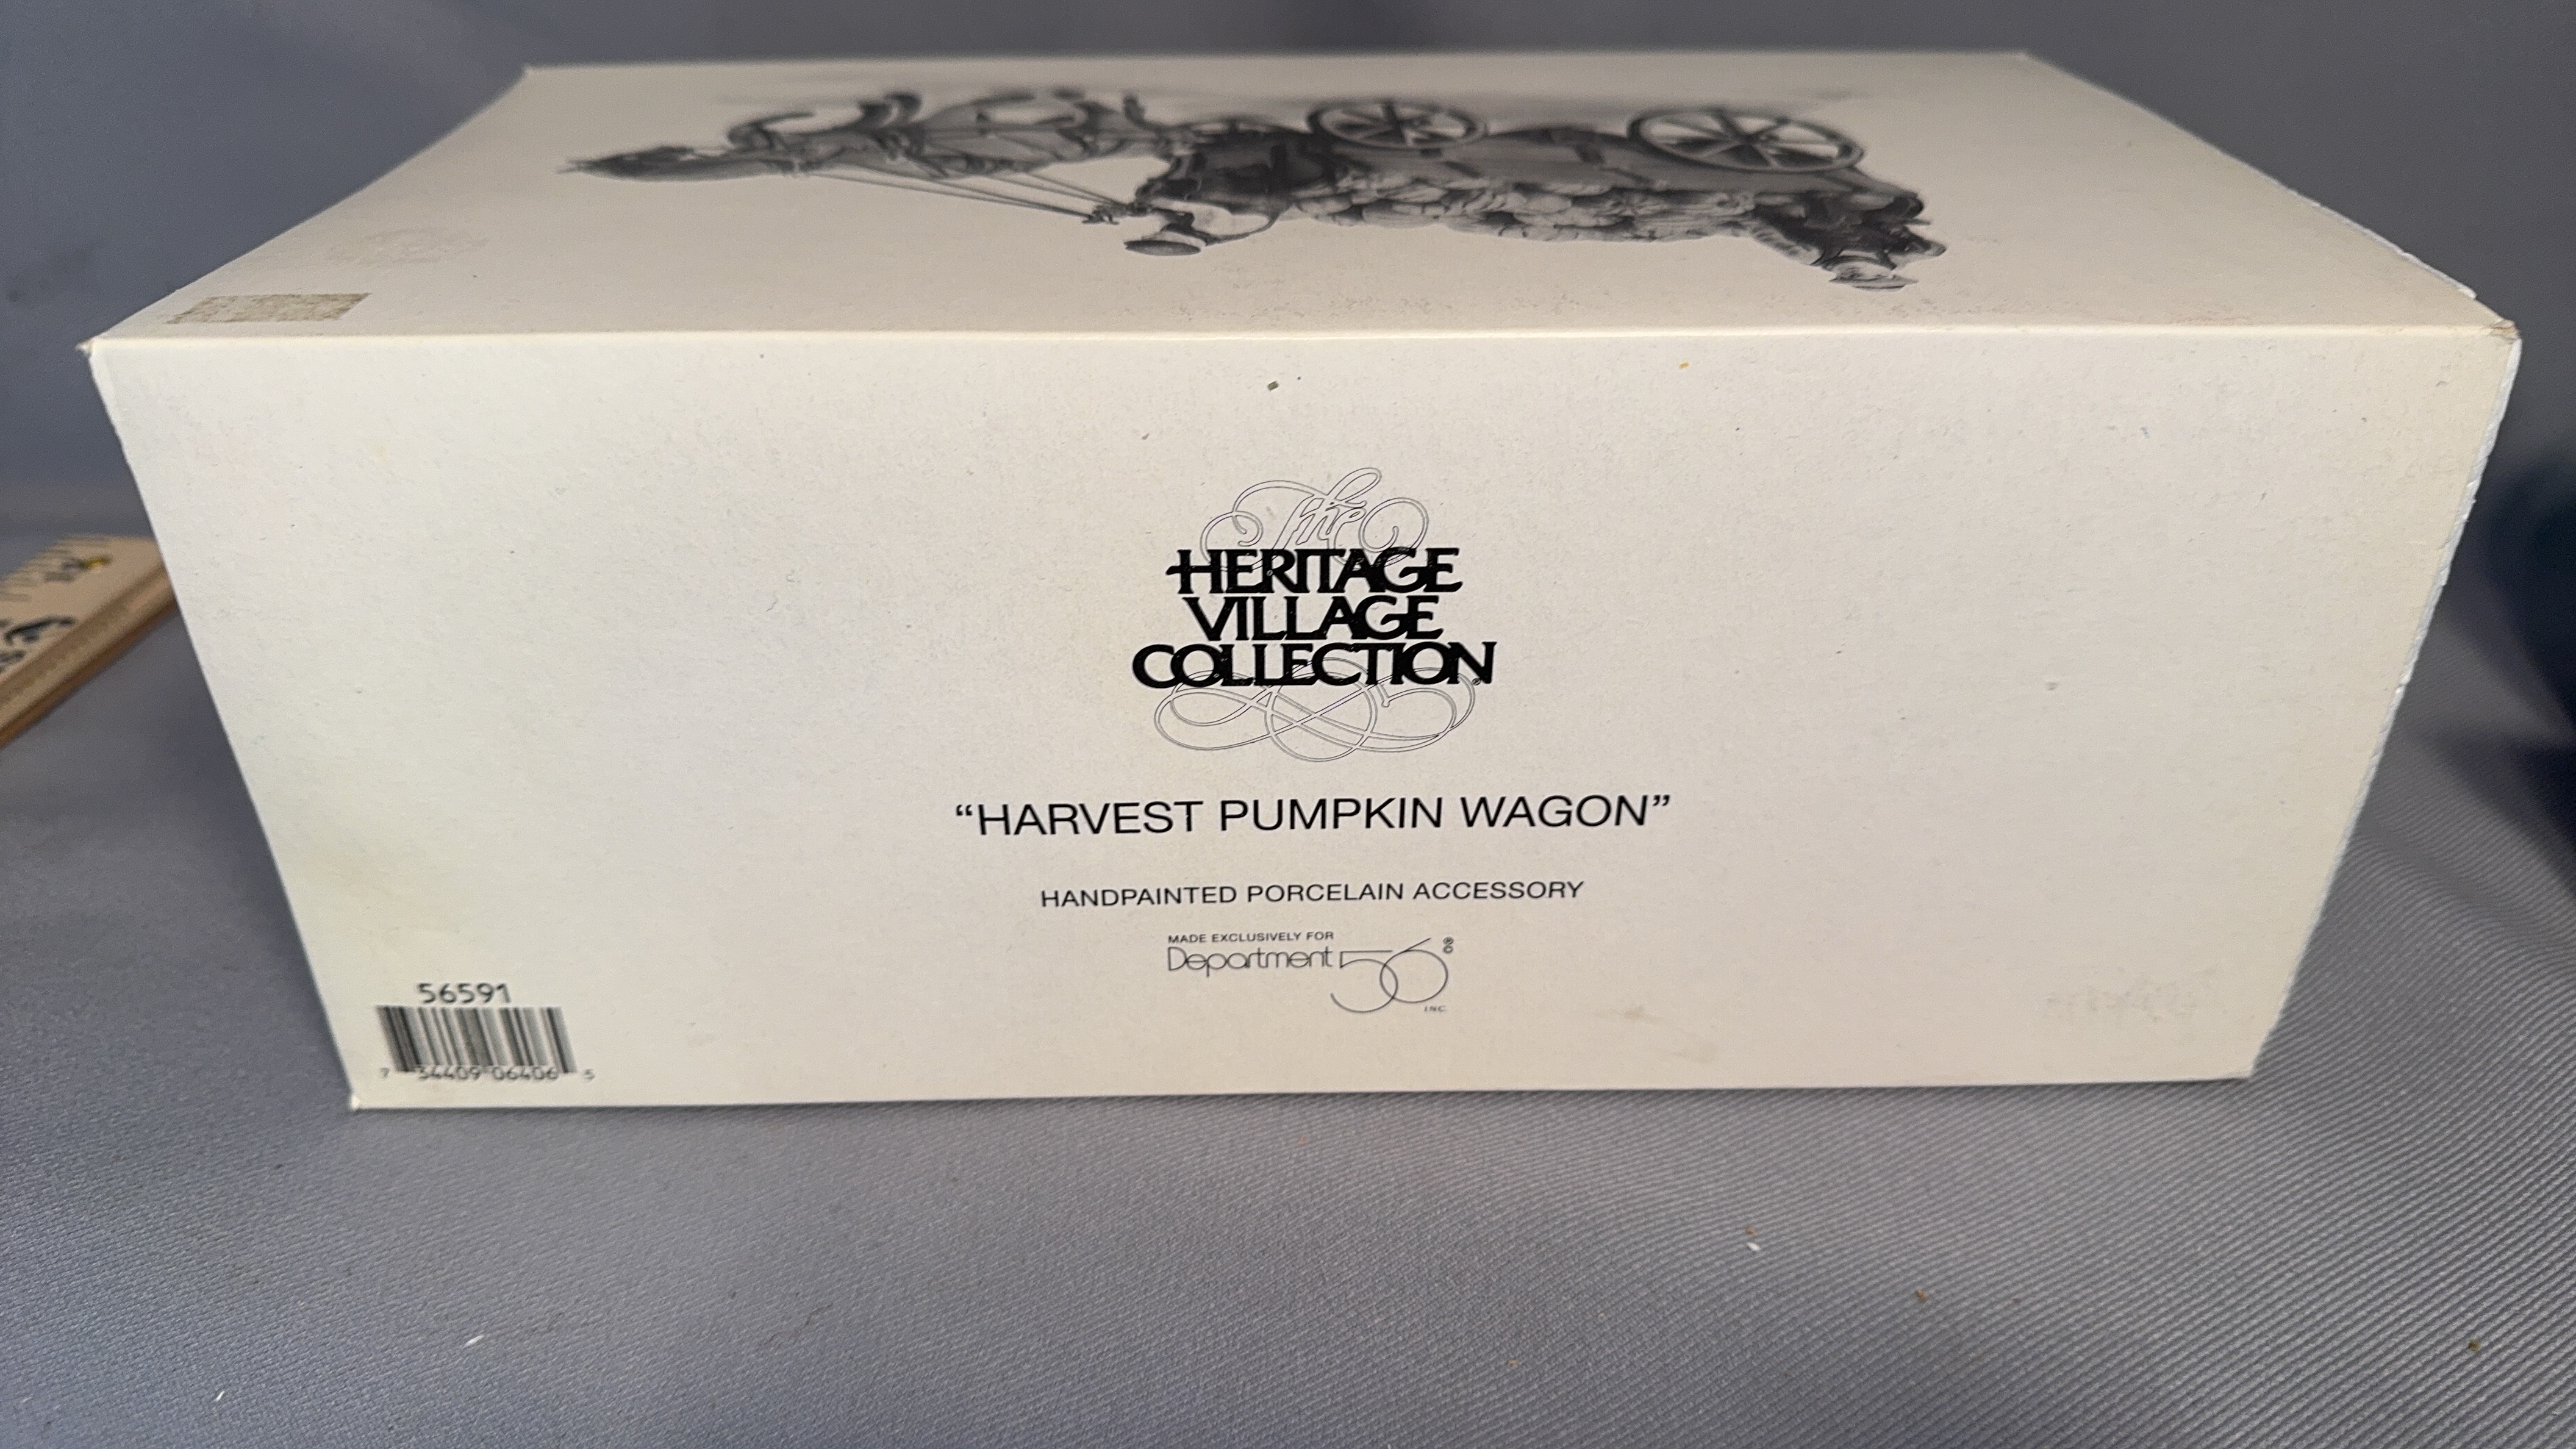 The
HERITAGE
VILLAGE
COLLECTION®
“HARVEST PUMPKIN WAGON”
HANDPAINTED PORCELAIN ACCESSORY
MADE EXCLUSIVELY FOR
Department 56®
INC
56591
7 34409 06406 5